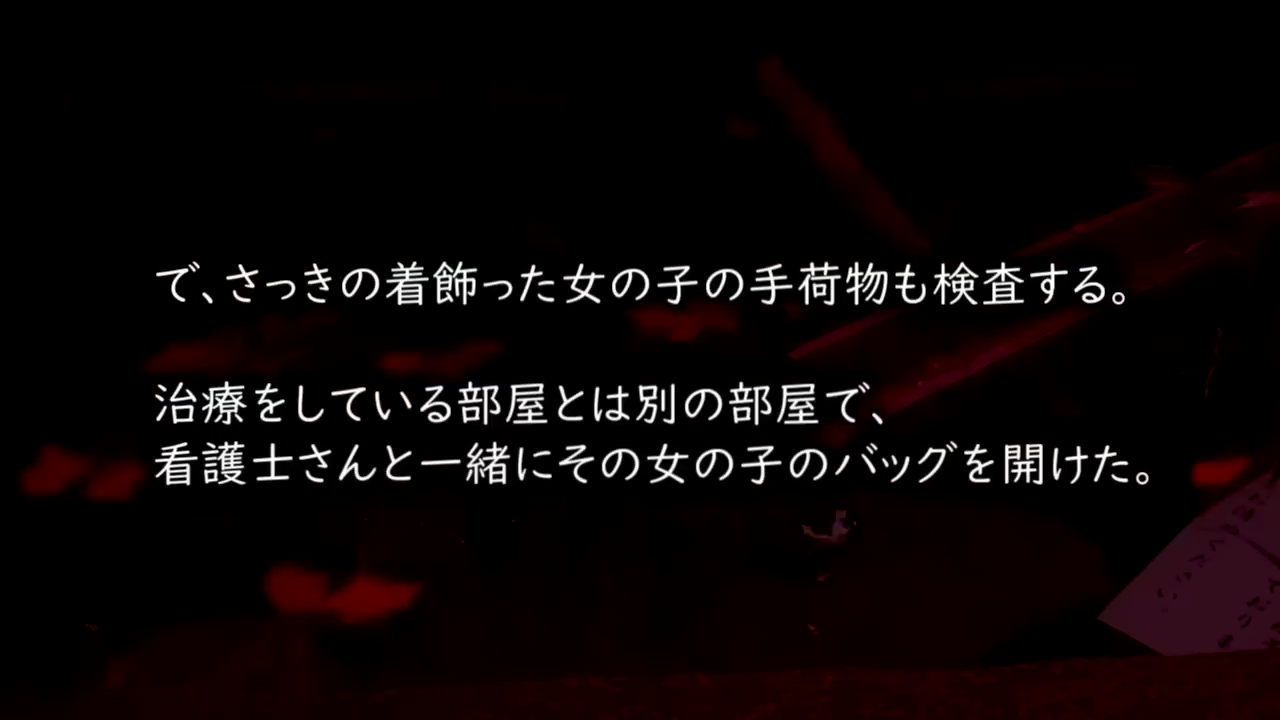 で、さっきの着飾った女の子の手荷物も検査する。
治療をしている部屋とは別の部屋で、
看護士さんと一緒にその女の子のバッグを開けた。